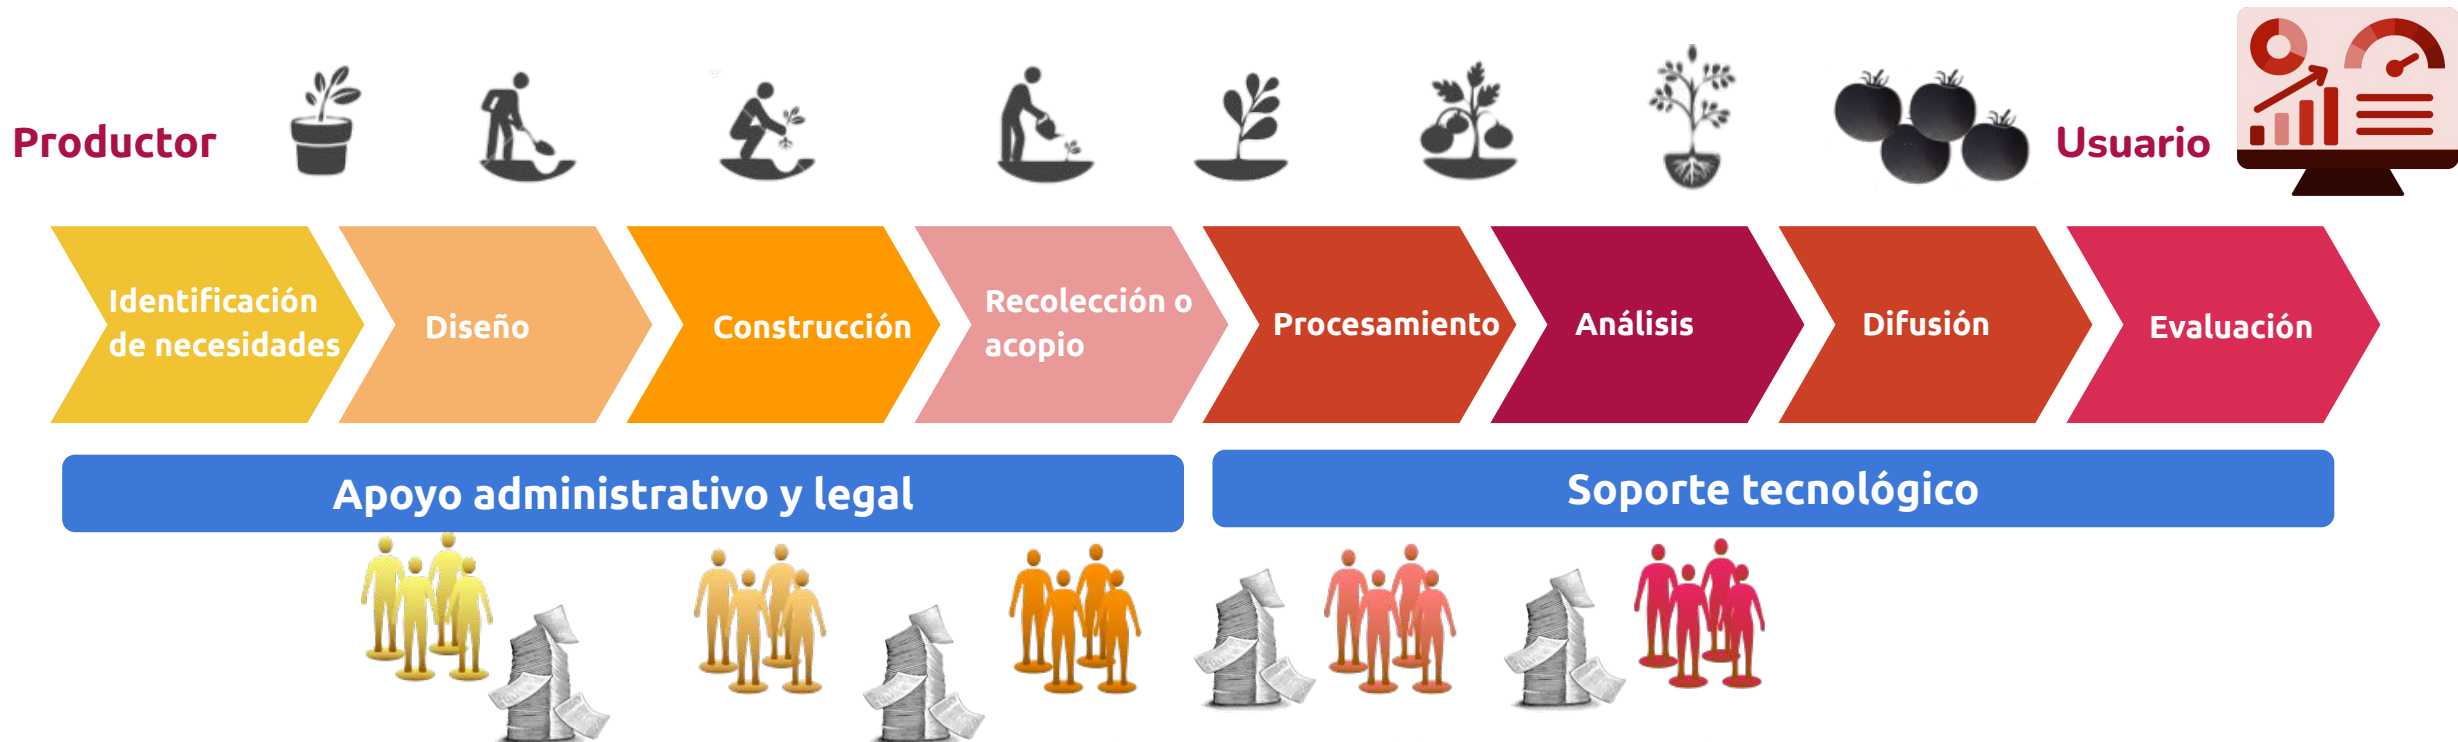 Productor
Usuario
Identificación
de necesidades
Diseño
Construcción
Recolección o
acopio
Procesamiento
Análisis
Difusión
Evaluación
Apoyo administrativo y legal
Soporte tecnológico